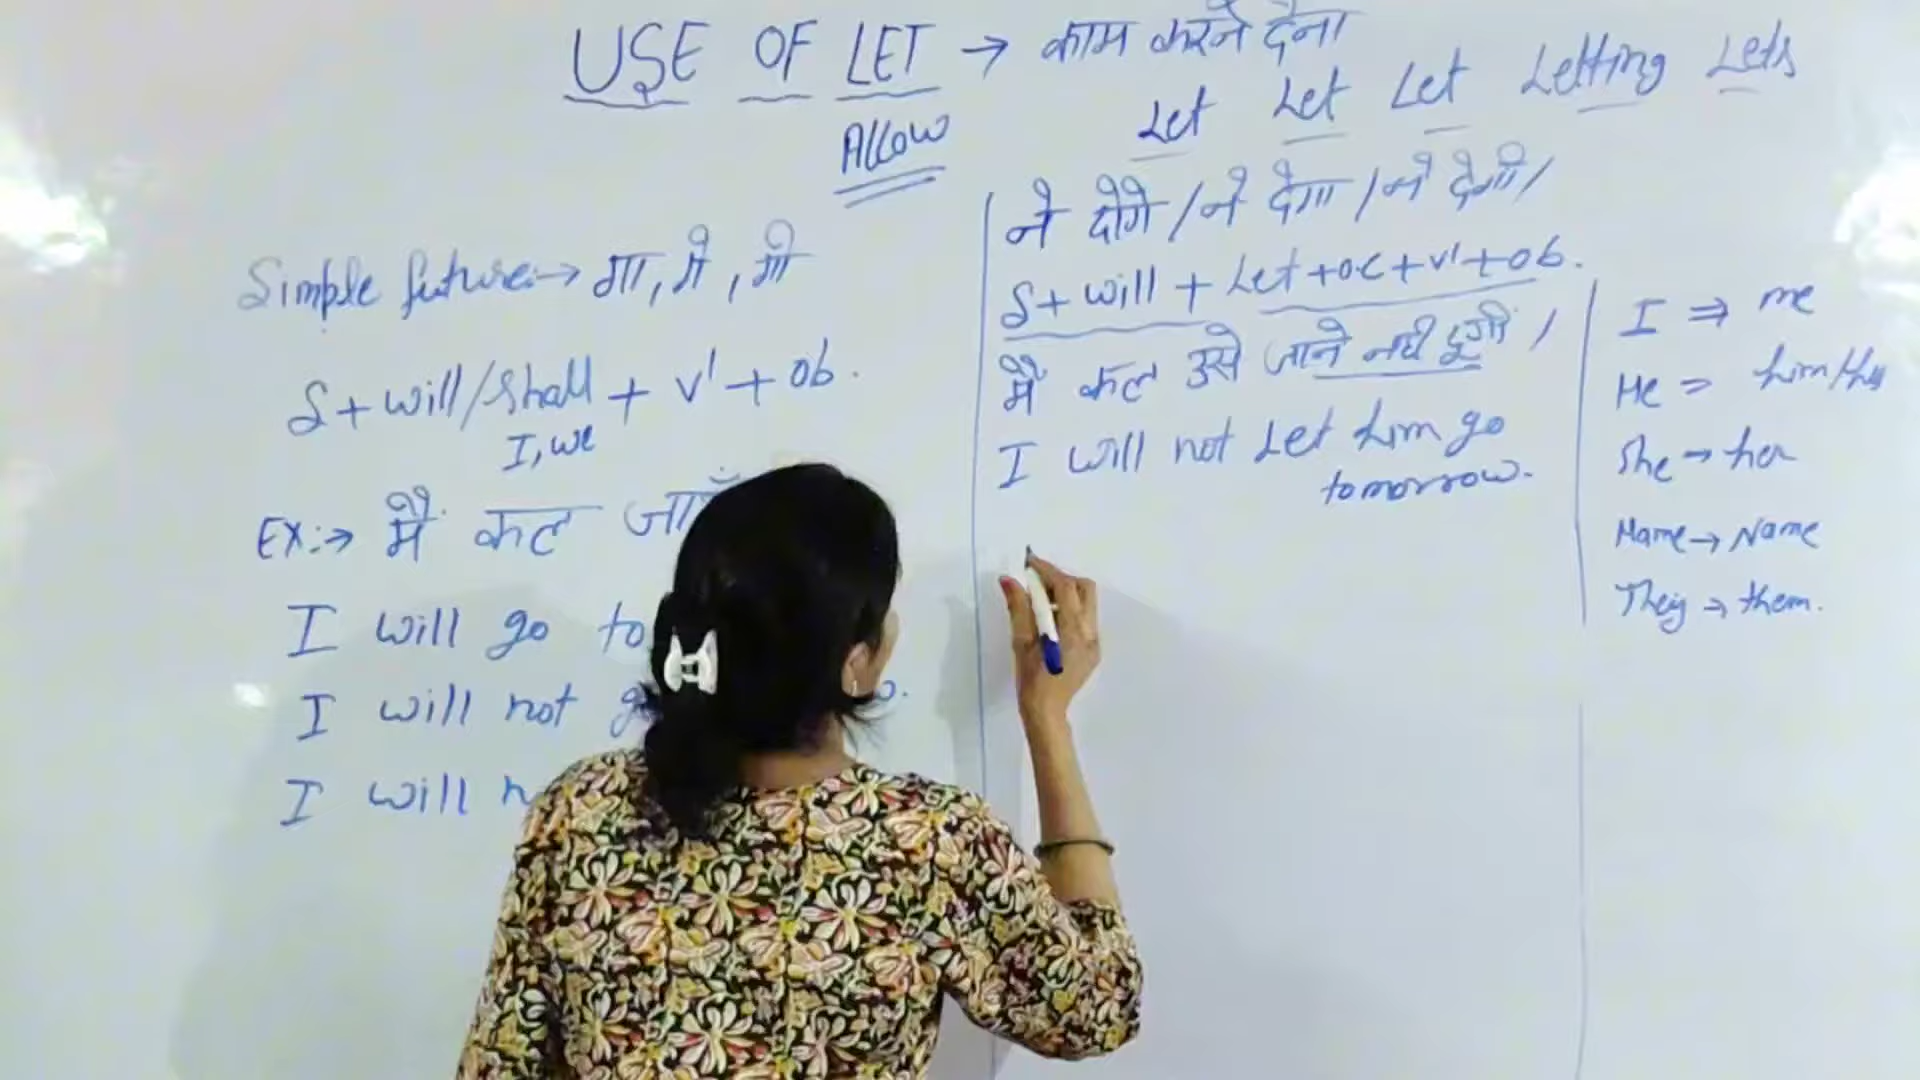 USE OF LET → काम करने देना
Allow
Let Let Let Letting Lets
Simple future:→ गा, गे, गी
S + will/shall + v' + ob.
I, we
Ex:→ मैं कल
I will go
I will not
I will
ने दोगे / ने देगा / ने देगी /
S + will + Let + o.c + v' + ob.
मैं कल उसे जाने नही दूगी /
I will not Let him go
tomorrow.
I ⇒ me
He = him/
She → her
Name → Name
They → them.